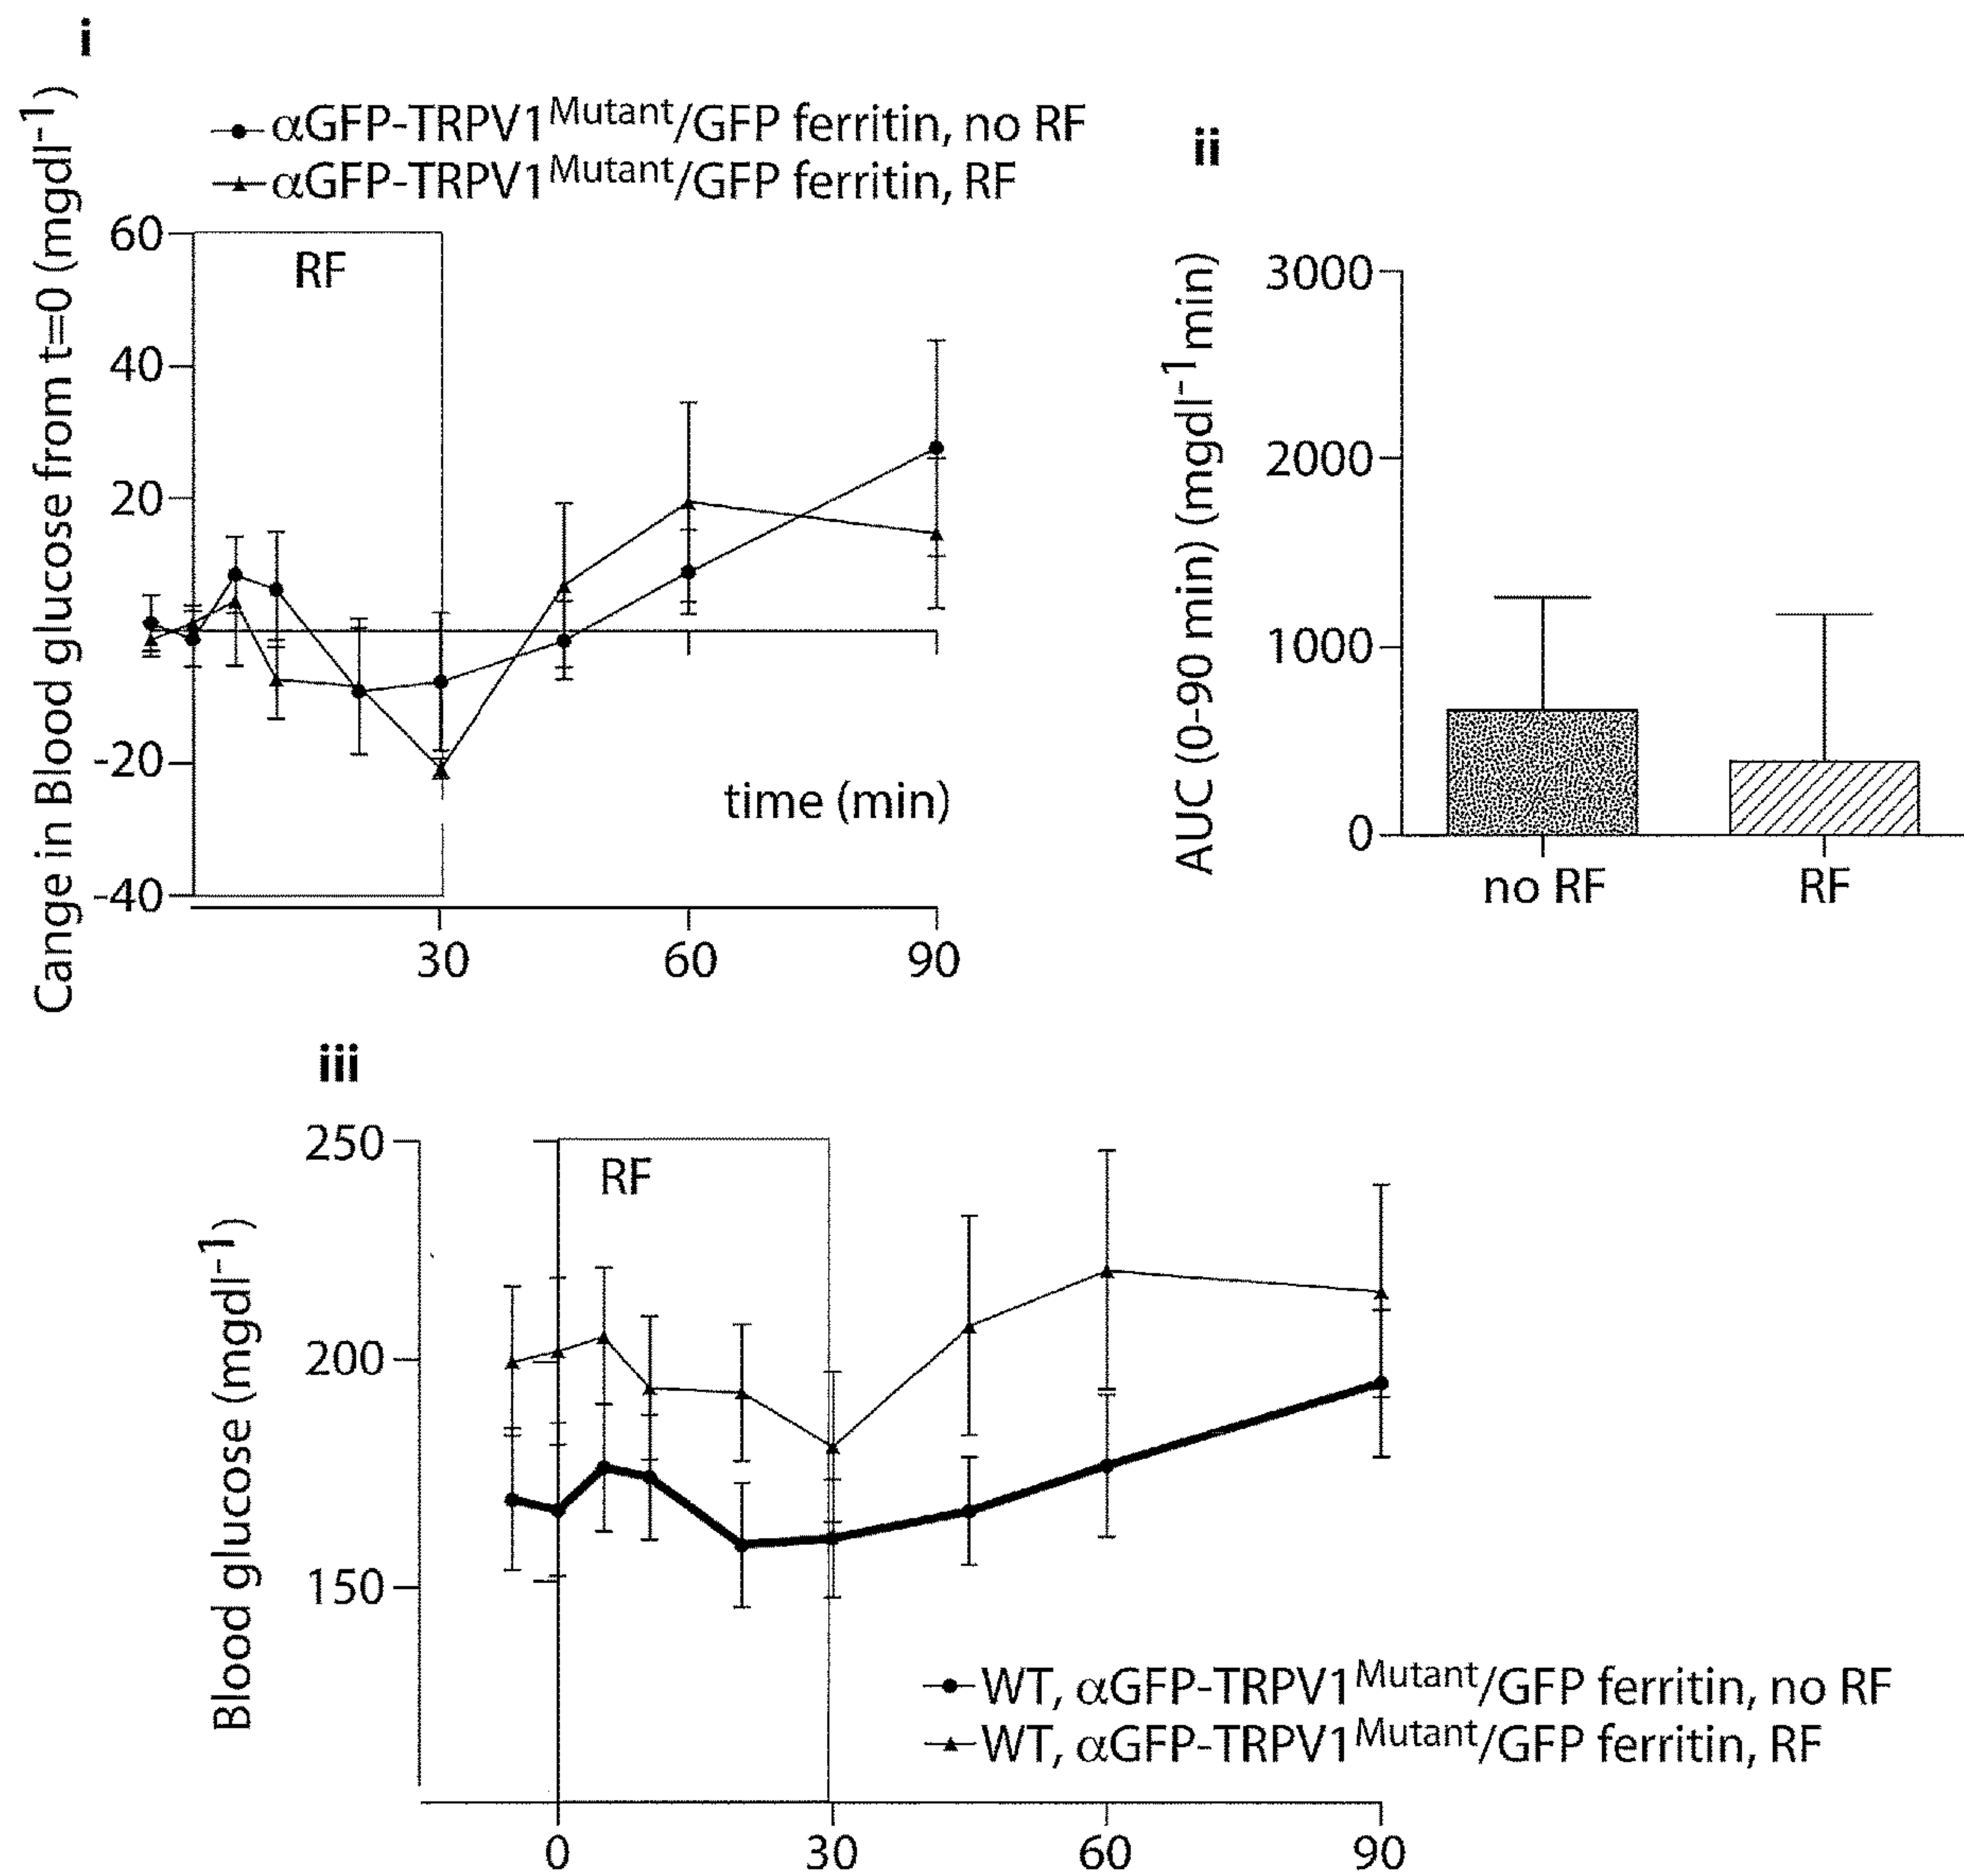 i
αGFP-TRPV1Mutant/GFP ferritin, no RF
αGFP-TRPV1Mutant/GFP ferritin, RF
Cange in Blood glucose from t=0 (mgdl-1)
60
40
20
-20
-40
RF
time (min)
30 60 90
ii
AUC (0-90 min) (mgdl-1min)
3000
2000
1000
0
no RF RF
iii
Blood glucose (mgdl-1)
250
200
150
RF
WT, αGFP-TRPV1Mutant/GFP ferritin, no RF
WT, αGFP-TRPV1Mutant/GFP ferritin, RF
0 30 60 90